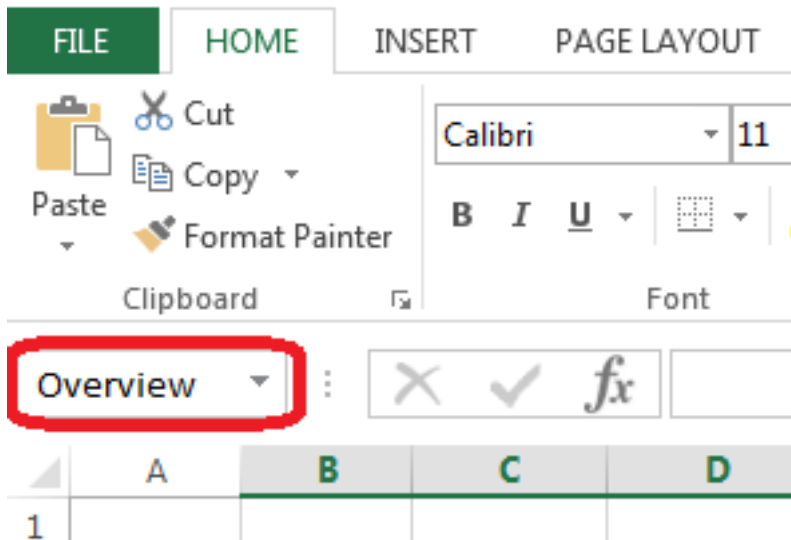 FILE HOME INSERT PAGE LAYOUT
Cut
Calibri 11
Copy
Paste
B I U
Format Painter
Clipboard Font
Overview fx
A B C D
1